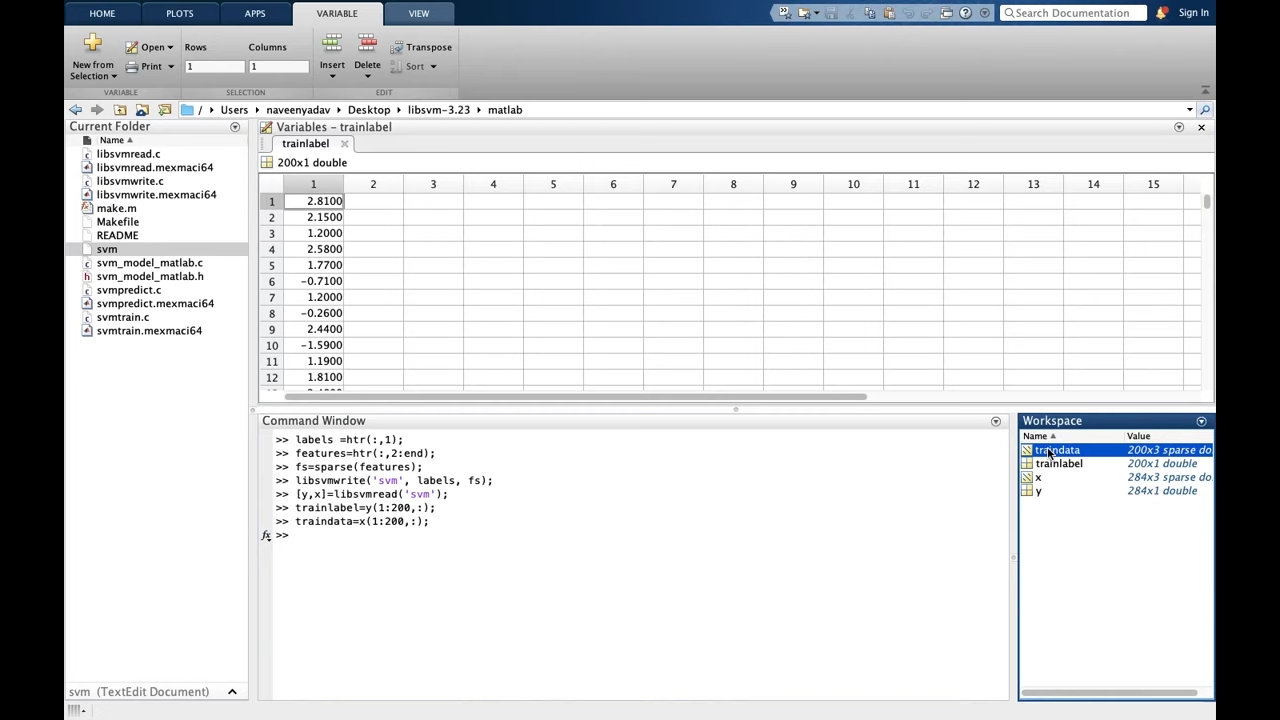 HOME PLOTS APPS VARIABLE VIEW Search Documentation Sign In
New from Selection Open Print Rows Columns 1 1 Insert Delete Transpose Sort
VARIABLE SELECTION EDIT
/ Users naveenyadav Desktop libsvm-3.23 matlab
Current Folder
Name
libsvmread.c
libsvmread.mexmaci64
libsvmwrite.c
libsvmwrite.mexmaci64
make.m
Makefile
README
svm
svm_model_matlab.c
svm_model_matlab.h
svmpredict.c
svmpredict.mexmaci64
svmtrain.c
svmtrain.mexmaci64
svm (TextEdit Document)
Variables - trainlabel
trainlabel
200x1 double
1 2 3 4 5 6 7 8 9 10 11 12 13 14 15
1 2.8100
2 2.1500
3 1.2000
4 2.5800
5 1.7700
6 -0.7100
7 1.2000
8 -0.2600
9 2.4400
10 -1.5900
11 1.1900
12 1.8100
Command Window
>> labels =htr(:,1);
>> features=htr(:,2:end);
>> fs=sparse(features);
>> libsvmwrite('svm', labels, fs);
>> [y,x]=libsvmread('svm');
>> trainlabel=y(1:200,:);
>> traindata=x(1:200,:);
fx >>
Workspace
Name Value
traindata 200x3 sparse do
trainlabel 200x1 double
x 284x3 sparse do
y 284x1 double